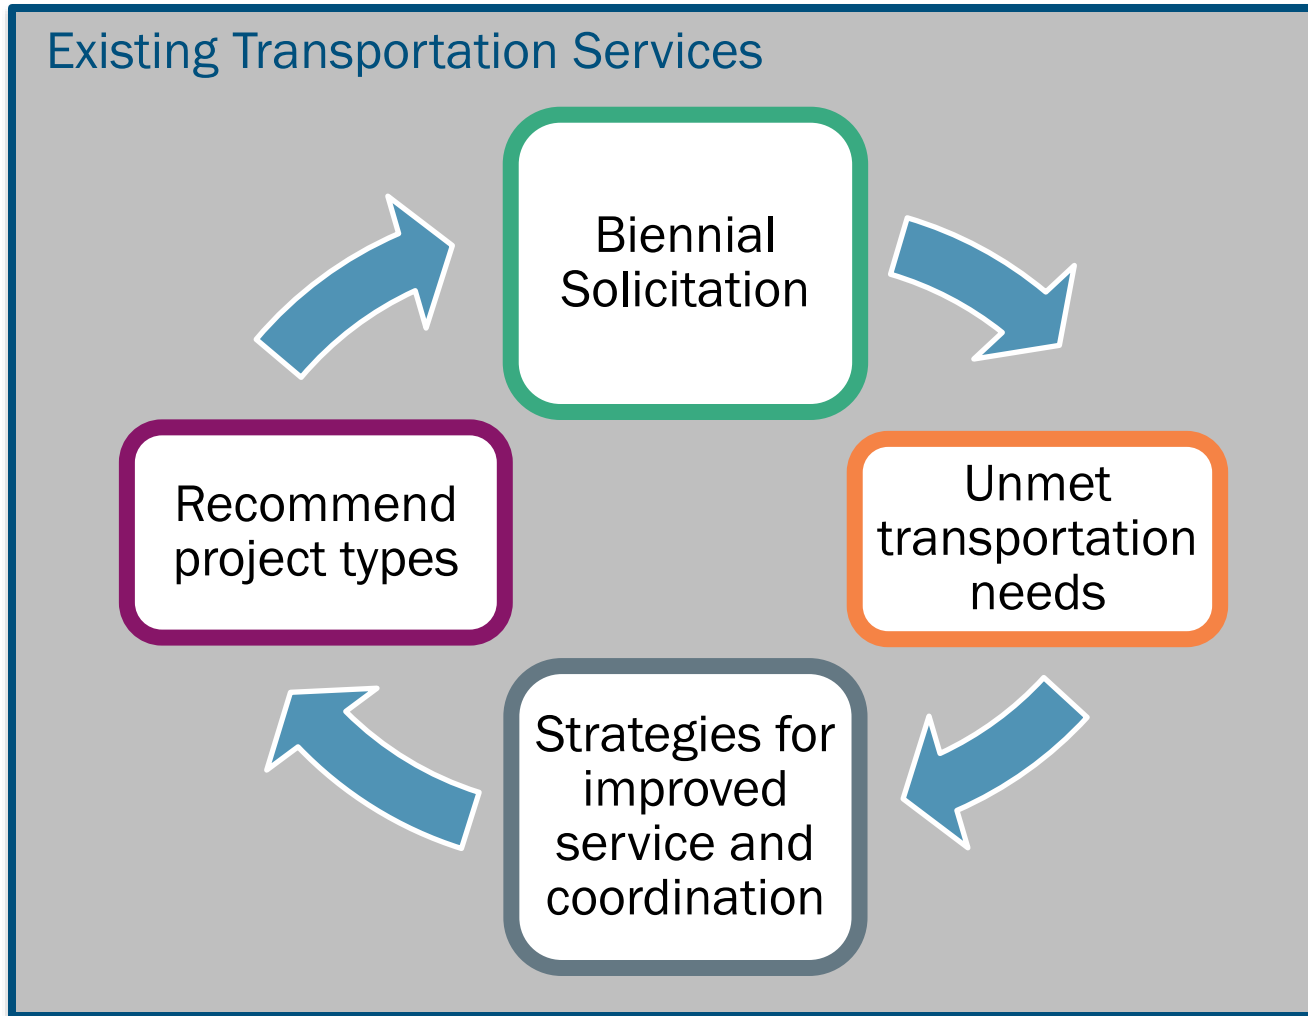 Existing Transportation Services
Biennial
Solicitation
Unmet
transportation
needs
Strategies for
improved
service and
coordination
Recommend
project types